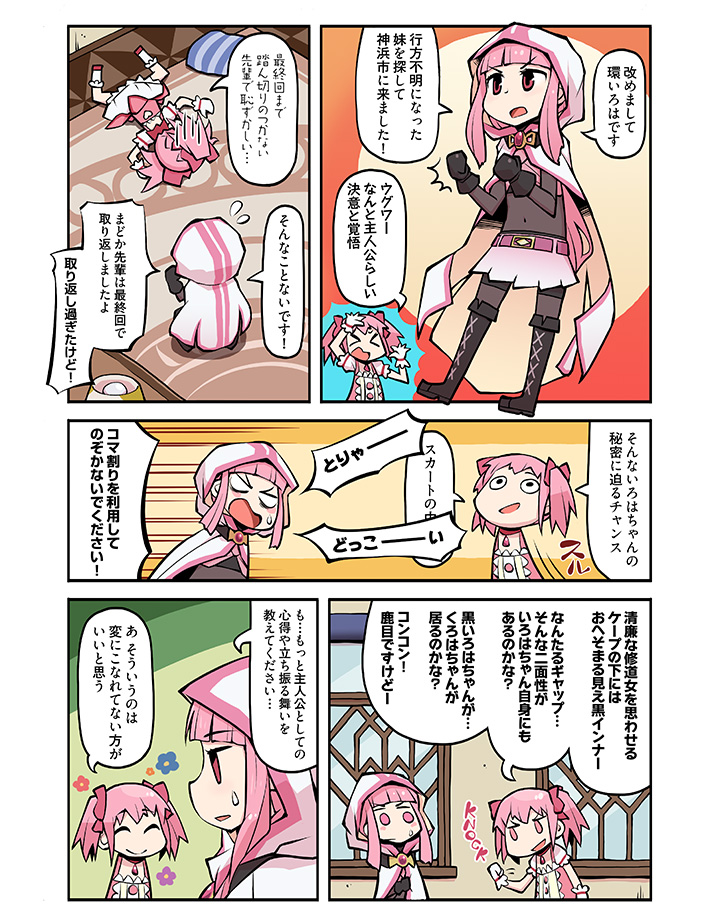 改めまして
環いろはです
行方不明になった
妹を探して
神浜市に来ました!
ウグワー
なんと主人公らしい
決意と覚悟
最終回まで
踏ん切りのつかない
先輩で恥ずかしい…
そんなことないです!
まどか先輩は最終回で
取り返しましたよ
取り返し過ぎたけど!
そんないろはちゃんの
秘密に迫るチャンス
スル
スカートの中
とりゃーー
どっこーーい
コマ割りを利用して
のぞかないでください!
清廉な修道女を思わせる
ケープの下には
おへそまる見え黒インナー
なんたるギャップ…
そんな二面性が
いろはちゃん自身にも
あるのかな?
黒いろはちゃんが…
くろはちゃんが
居るのかな?
コンコン!
鹿目ですけどー
KNOCK
も…もっと主人公としての
心得や立ち振る舞いを
教えてください…
あ そういうのは
変にこなれてない方が
いいと思う